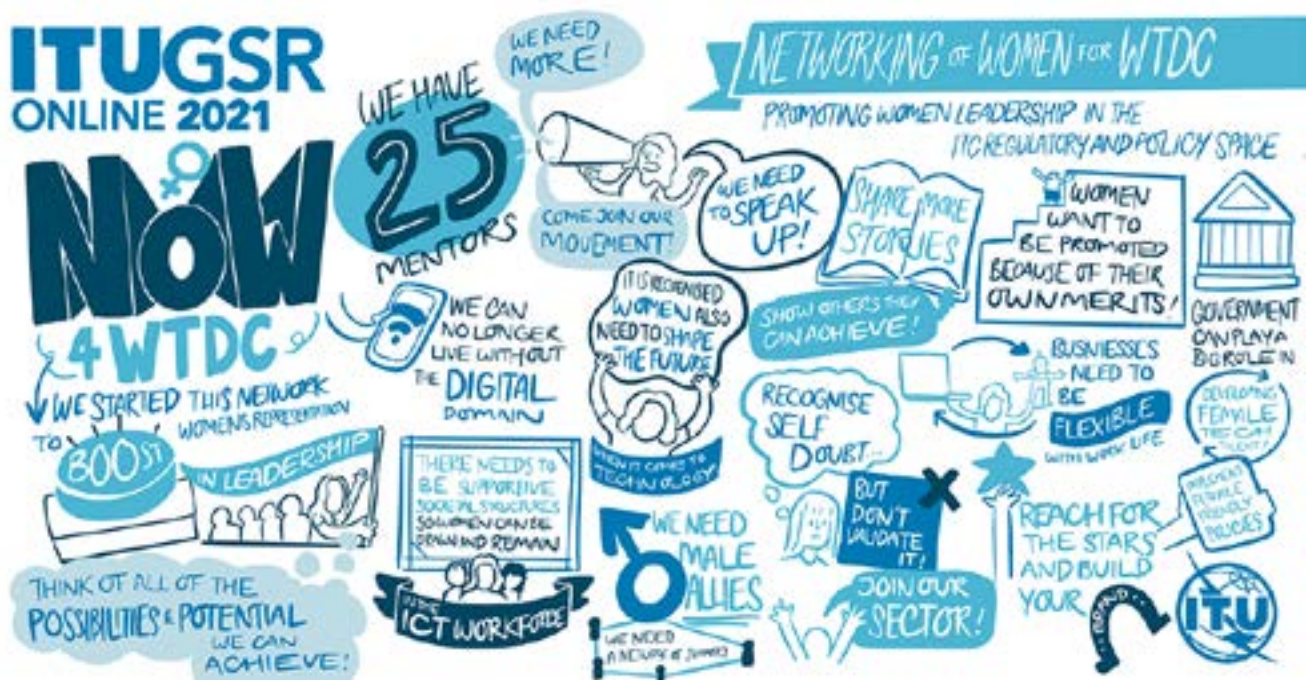 ITUGSR
ONLINE 2021
NoW
4 WTDC
WE STARTED THIS NETWORK
TO
BOOST
WOMENS REPRESENTATION
IN LEADERSHIP
THINK OF ALL OF THE
POSSIBILITIES & POTENTIAL
WE CAN
ACHIEVE!
WE HAVE
25
MENTORS
WE NEED
MORE!
COME JOIN OUR
MOVEMENT!
WE NEED
TO SPEAK
UP!
WE CAN
NO LONGER
LIVE WITHOUT
THE DIGITAL
DOMAIN
THERE NEEDS TO
BE SUPPORTIVE
SOCIETAL STRUCTURES
SO WOMEN CAN BE
AND REMAIN
ICT WORKFORCE
IT IS RECOGNISED
WOMEN ALSO
NEED TO SHAPE
THE FUTURE
WHEN IT COMES TO
TECHNOLOGY!
WE NEED
MALE
ALLIES
WE NEED
A NETWORK OF
NETWORKING OF WOMEN FOR WTDC
PROMOTING WOMEN LEADERSHIP IN THE
ITC REGULATORY AND POLICY SPACE
SHARE MORE
STORIES
SHOW OTHERS THEY
CAN ACHIEVE!
WOMEN
WANT TO
BE PROMOTED
BECAUSE OF THEIR
OWN MERITS!
GOVERNMENT
CAN PLAY A
BIG ROLE IN
DEVELOPING
FEMALE
FEMALE
FRIENDLY
POLICIES
BUSNIESSES
NEED TO
BE
FLEXIBLE
WITH WORK LIFE
RECOGNISE
SELF
DOUBT...
BUT
DON'T
VALIDATE
IT!
JOIN OUR
SECTOR!
REACH FOR
THE STARS
AND BUILD
YOUR
ITU